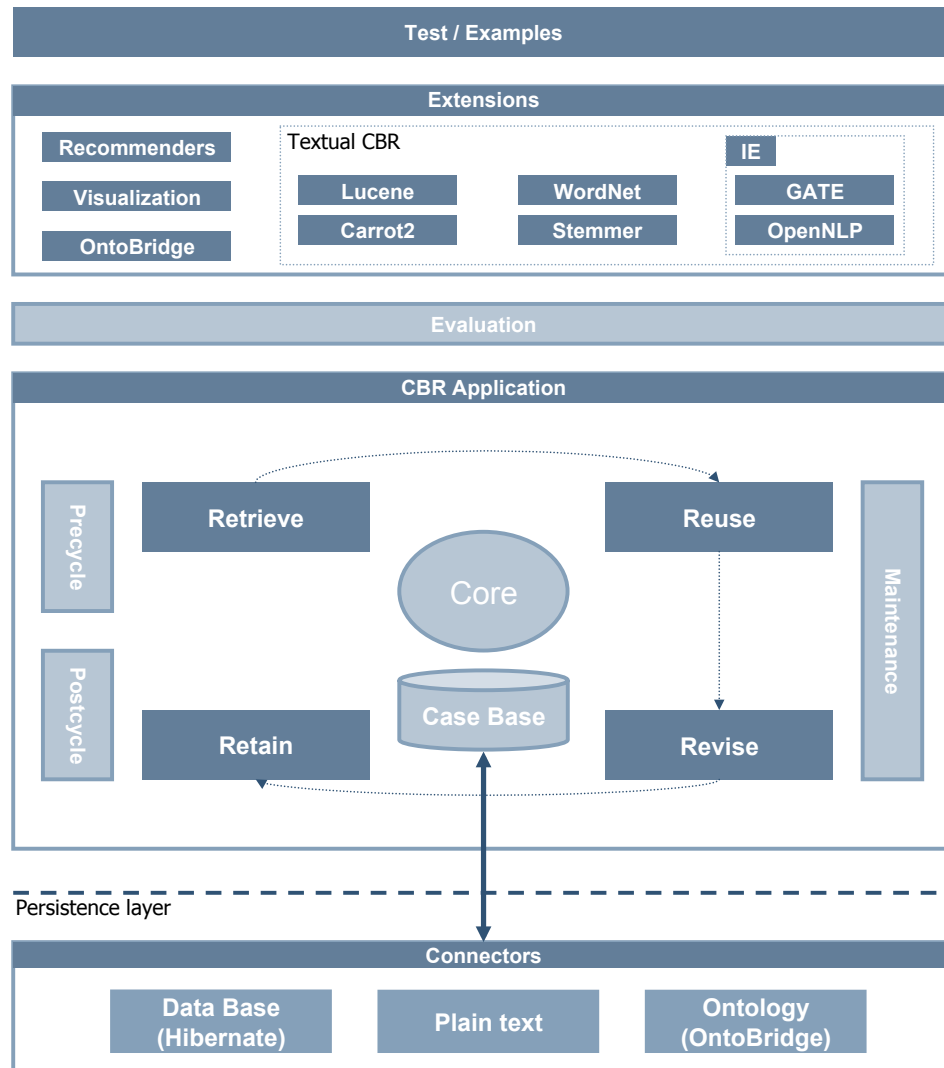 Test / Examples
Extensions
Recommenders
Visualization
OntoBridge
Textual CBR
Lucene
Carrot2
WordNet
Stemmer
IE
GATE
OpenNLP
Evaluation
CBR Application
Precycle
Postcycle
Retrieve
Reuse
Core
Case Base
Retain
Revise
Maintenance
Persistence layer
Connectors
Data Base
(Hibernate)
Plain text
Ontology
(OntoBridge)